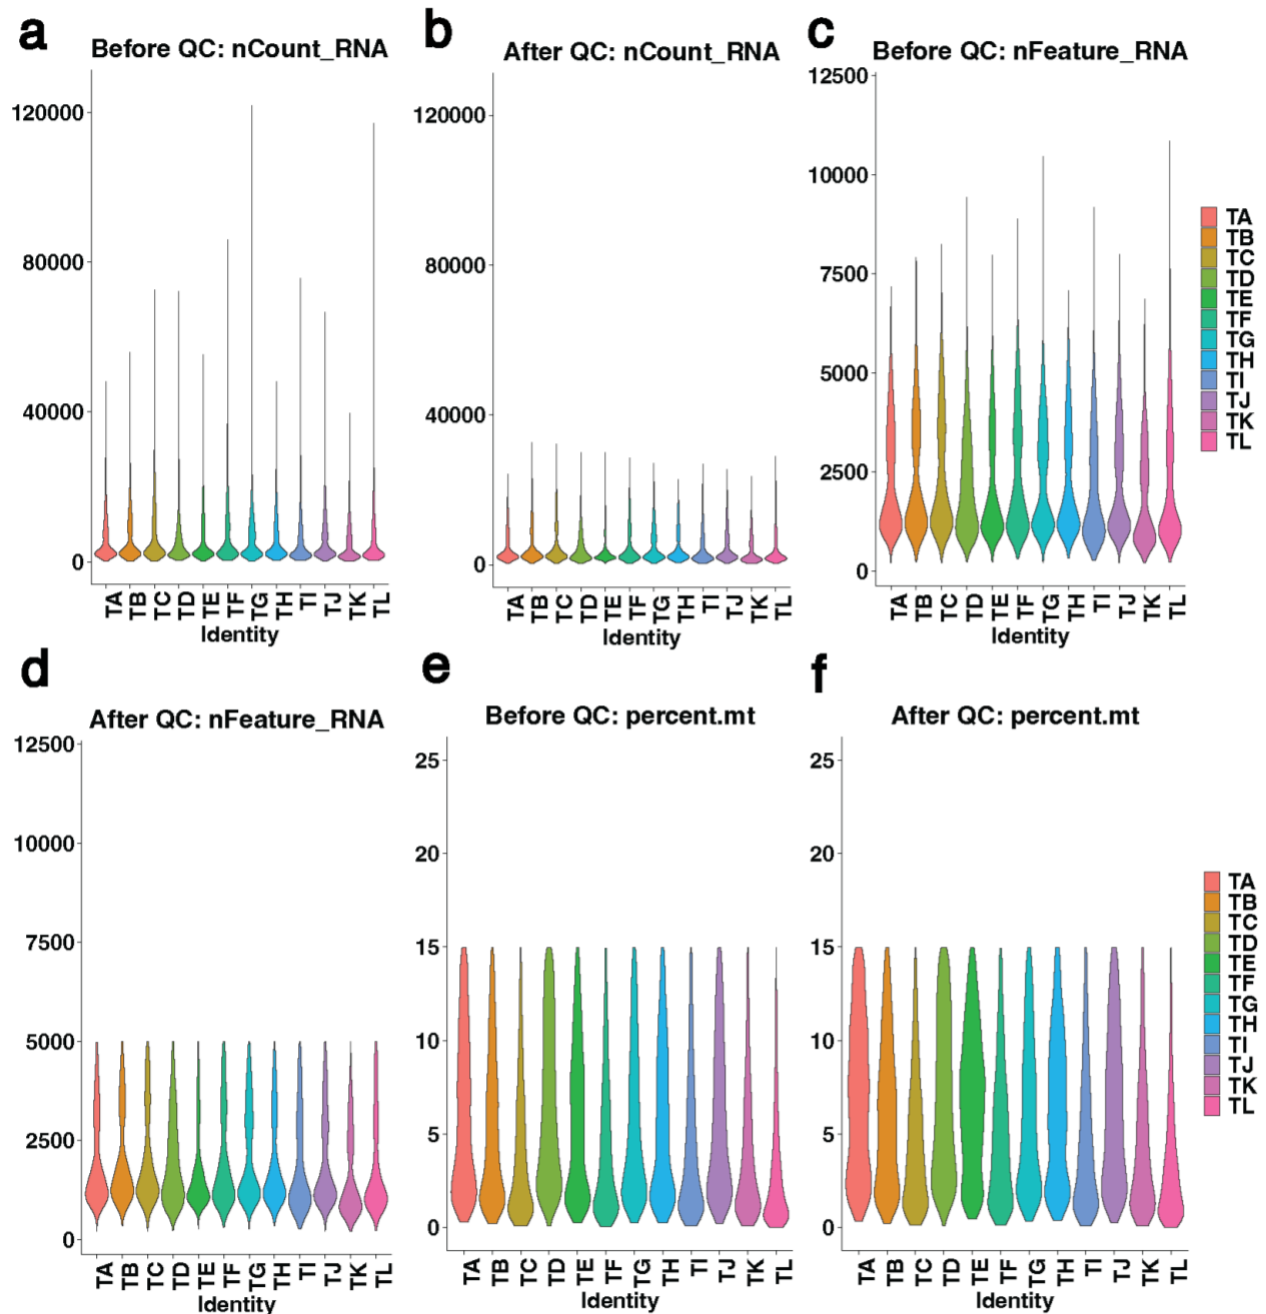 a
Before QC: nCount_RNA
120000
80000
40000
0
TA TB TC TD TE TF TG TH TI TJ TK TL
Identity
b
After QC: nCount_RNA
120000
80000
40000
0
TA TB TC TD TE TF TG TH TI TJ TK TL
Identity
c
Before QC: nFeature_RNA
12500
10000
7500
5000
2500
0
TA TB TC TD TE TF TG TH TI TJ TK TL
Identity
TA
TB
TC
TD
TE
TF
TG
TH
TI
TJ
TK
TL
d
After QC: nFeature_RNA
12500
10000
7500
5000
2500
0
TA TB TC TD TE TF TG TH TI TJ TK TL
Identity
e
Before QC: percent.mt
25
20
15
10
5
0
TA TB TC TD TE TF TG TH TI TJ TK TL
Identity
f
After QC: percent.mt
25
20
15
10
5
0
TA TB TC TD TE TF TG TH TI TJ TK TL
Identity
TA
TB
TC
TD
TE
TF
TG
TH
TI
TJ
TK
TL